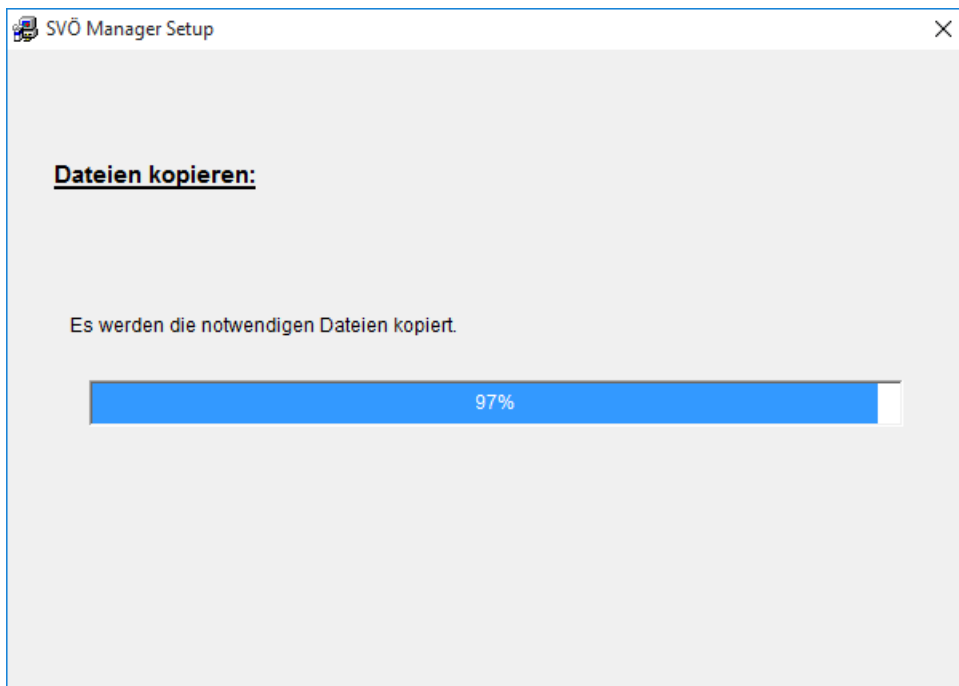 SVÖ Manager Setup
Dateien kopieren:
Es werden die notwendigen Dateien kopiert.
97%